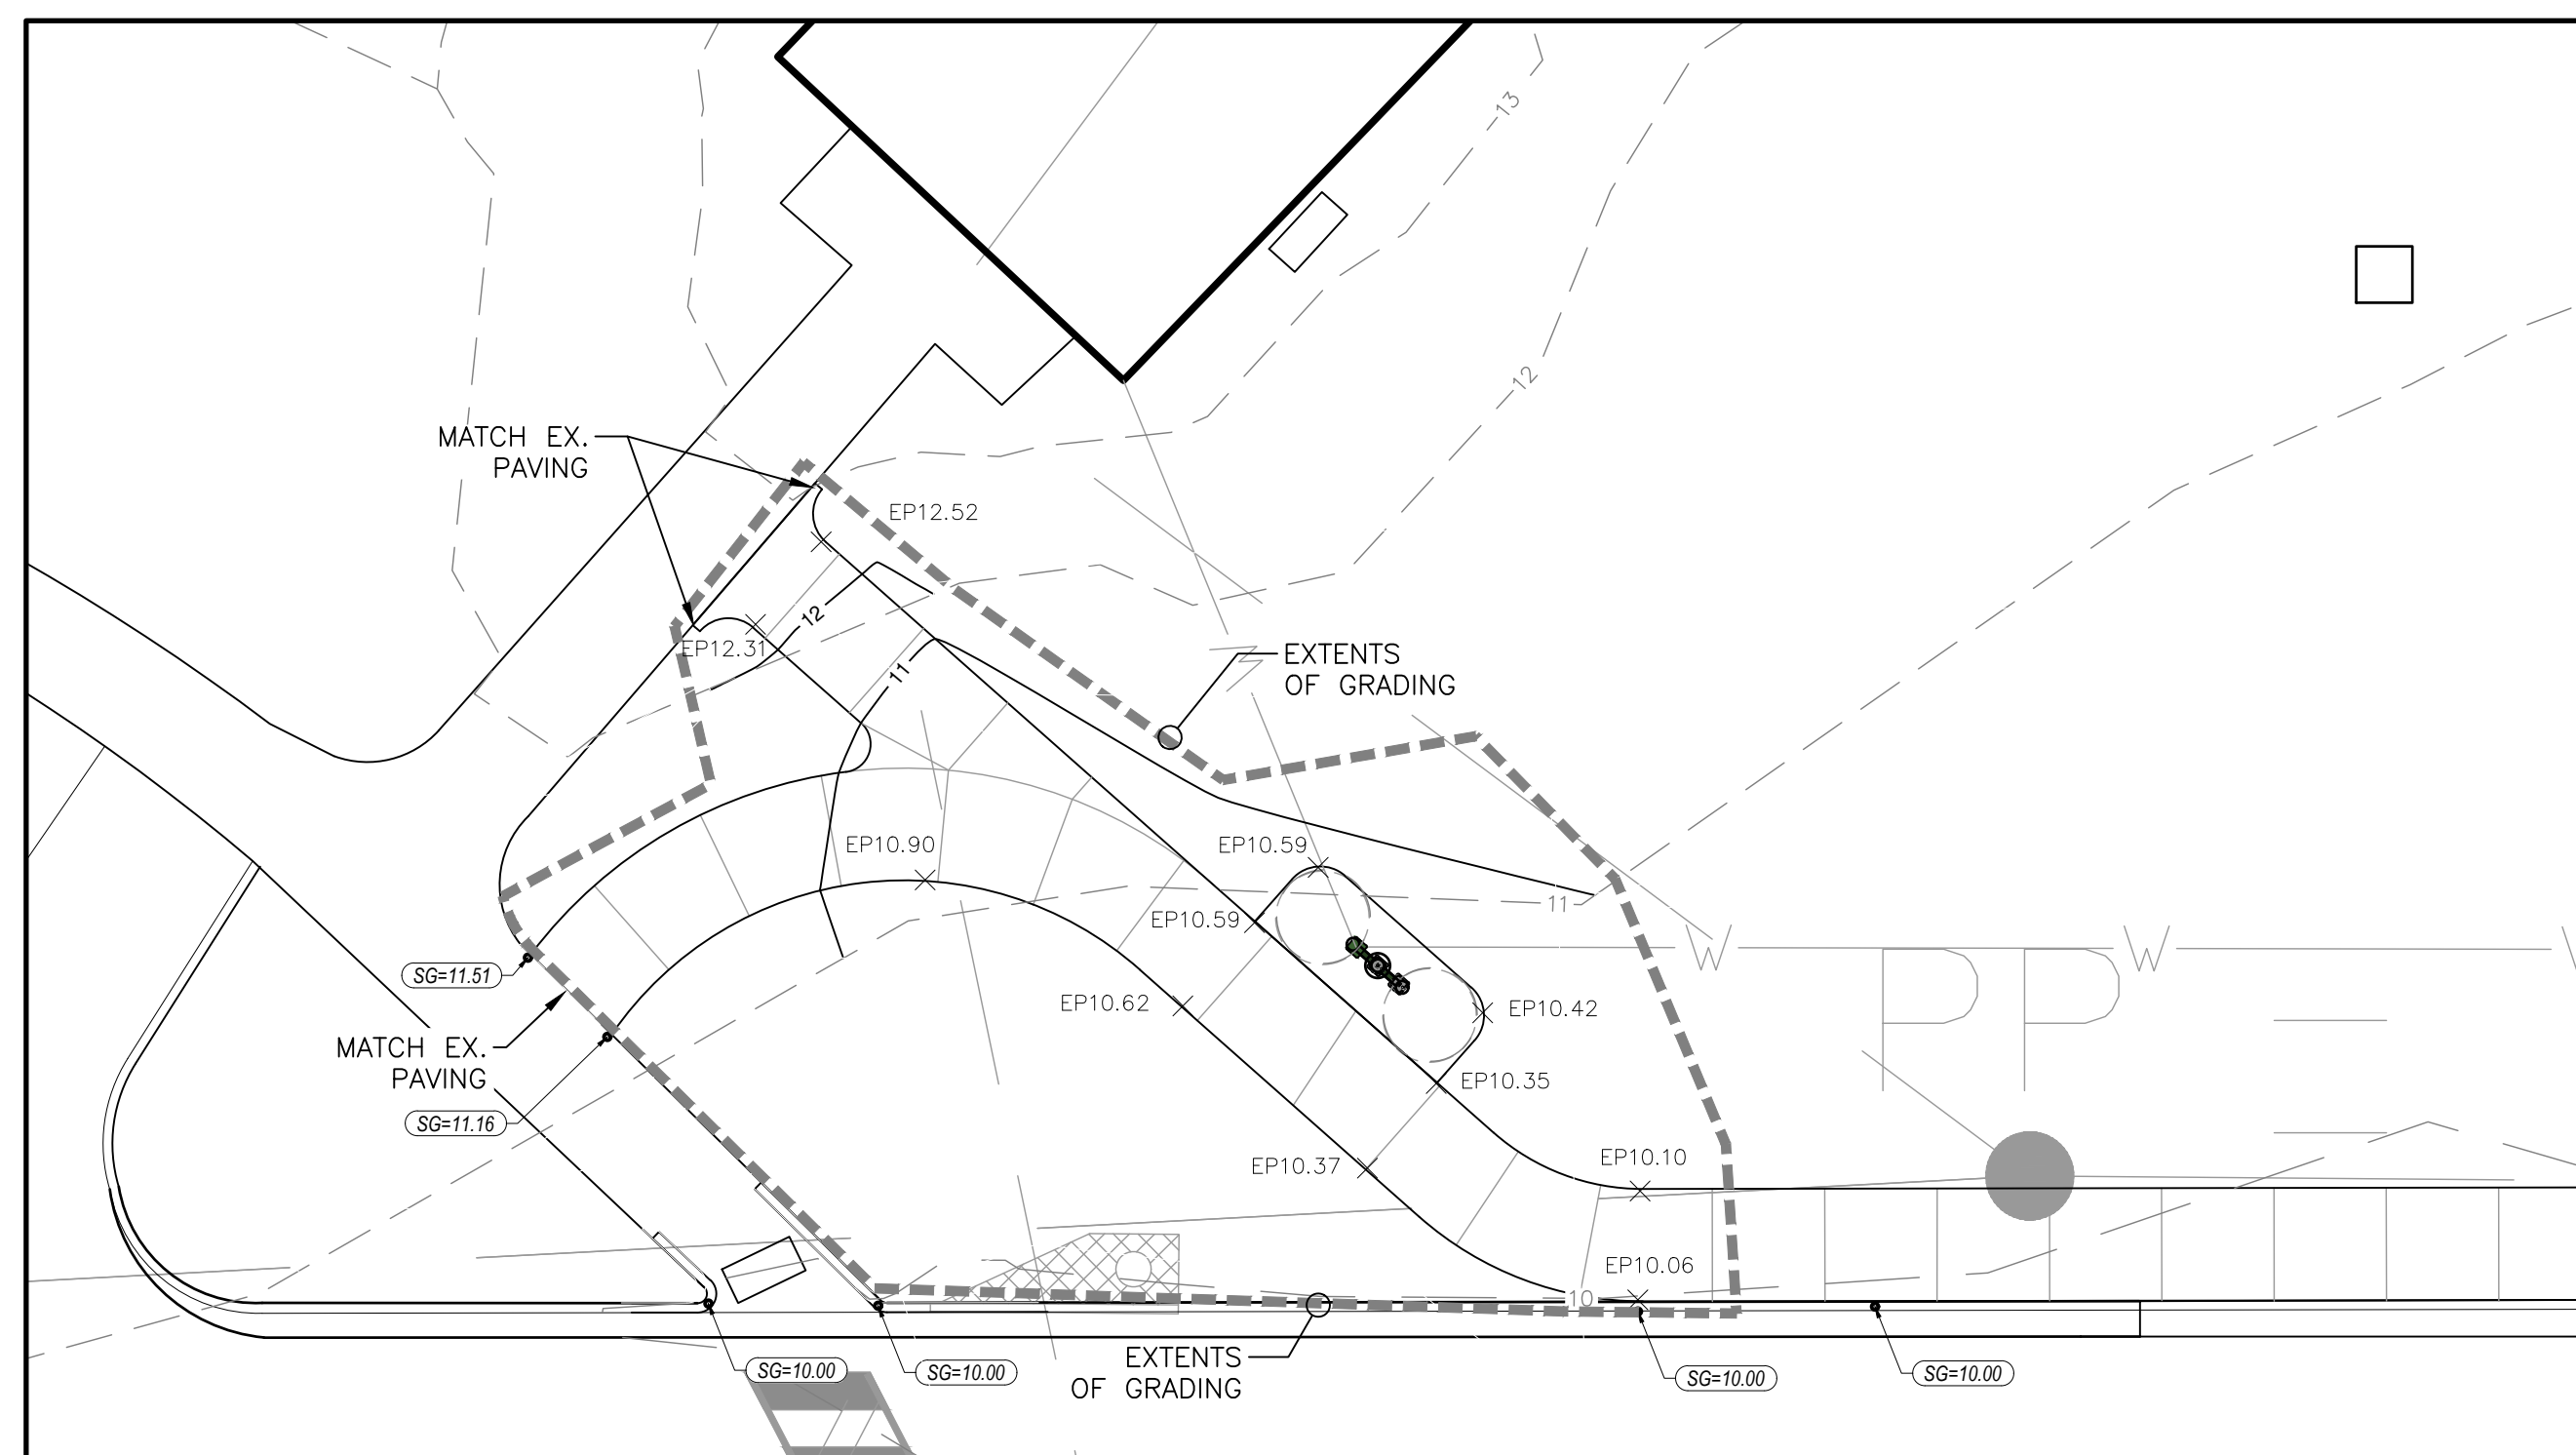 13
12
MATCH EX.
PAVING
EP12.52
12
EP12.31
11
EXTENTS
OF GRADING
EP10.90
EP10.59
11
EP10.59
W
W
SG=11.51
PP
EP10.62
EP10.42
MATCH EX.
PAVING
EP10.35
SG=11.16
EP10.37
EP10.10
EP10.06
10
EXTENTS
OF GRADING
SG=10.00
SG=10.00
SG=10.00
SG=10.00